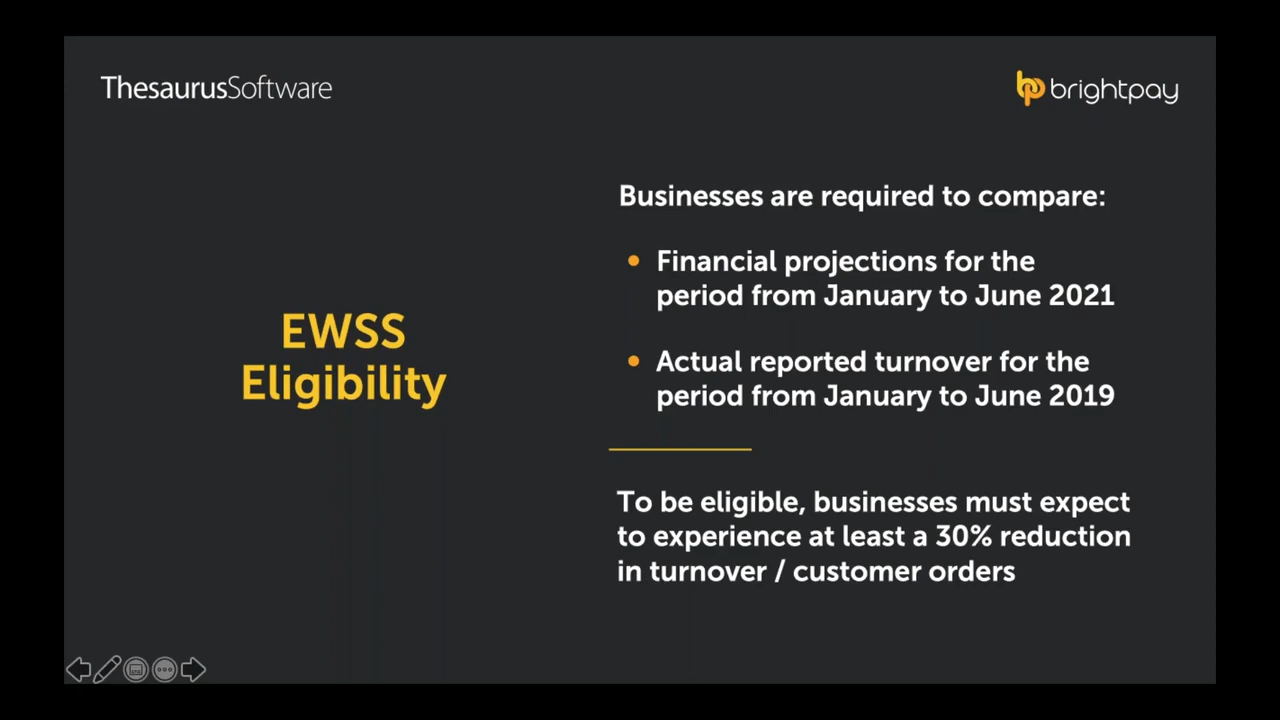 ThesaurusSoftware
brightpay
EWSS
Eligibility
Businesses are required to compare:
• Financial projections for the
period from January to June 2021
• Actual reported turnover for the
period from January to June 2019
To be eligible, businesses must expect
to experience at least a 30% reduction
in turnover / customer orders